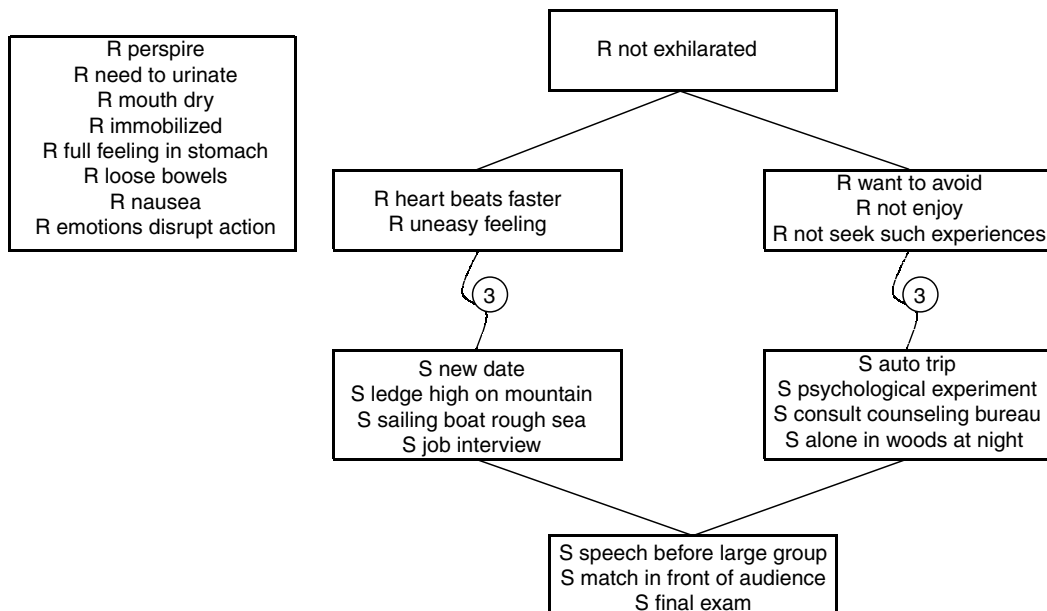 R perspire
R need to urinate
R mouth dry
R immobilized
R full feeling in stomach
R loose bowels
R nausea
R emotions disrupt action
R not exhilarated
R heart beats faster
R uneasy feeling
R want to avoid
R not enjoy
R not seek such experiences
3
3
S new date
S ledge high on mountain
S sailing boat rough sea
S job interview
S auto trip
S psychological experiment
S consult counseling bureau
S alone in woods at night
S speech before large group
S match in front of audience
S final exam